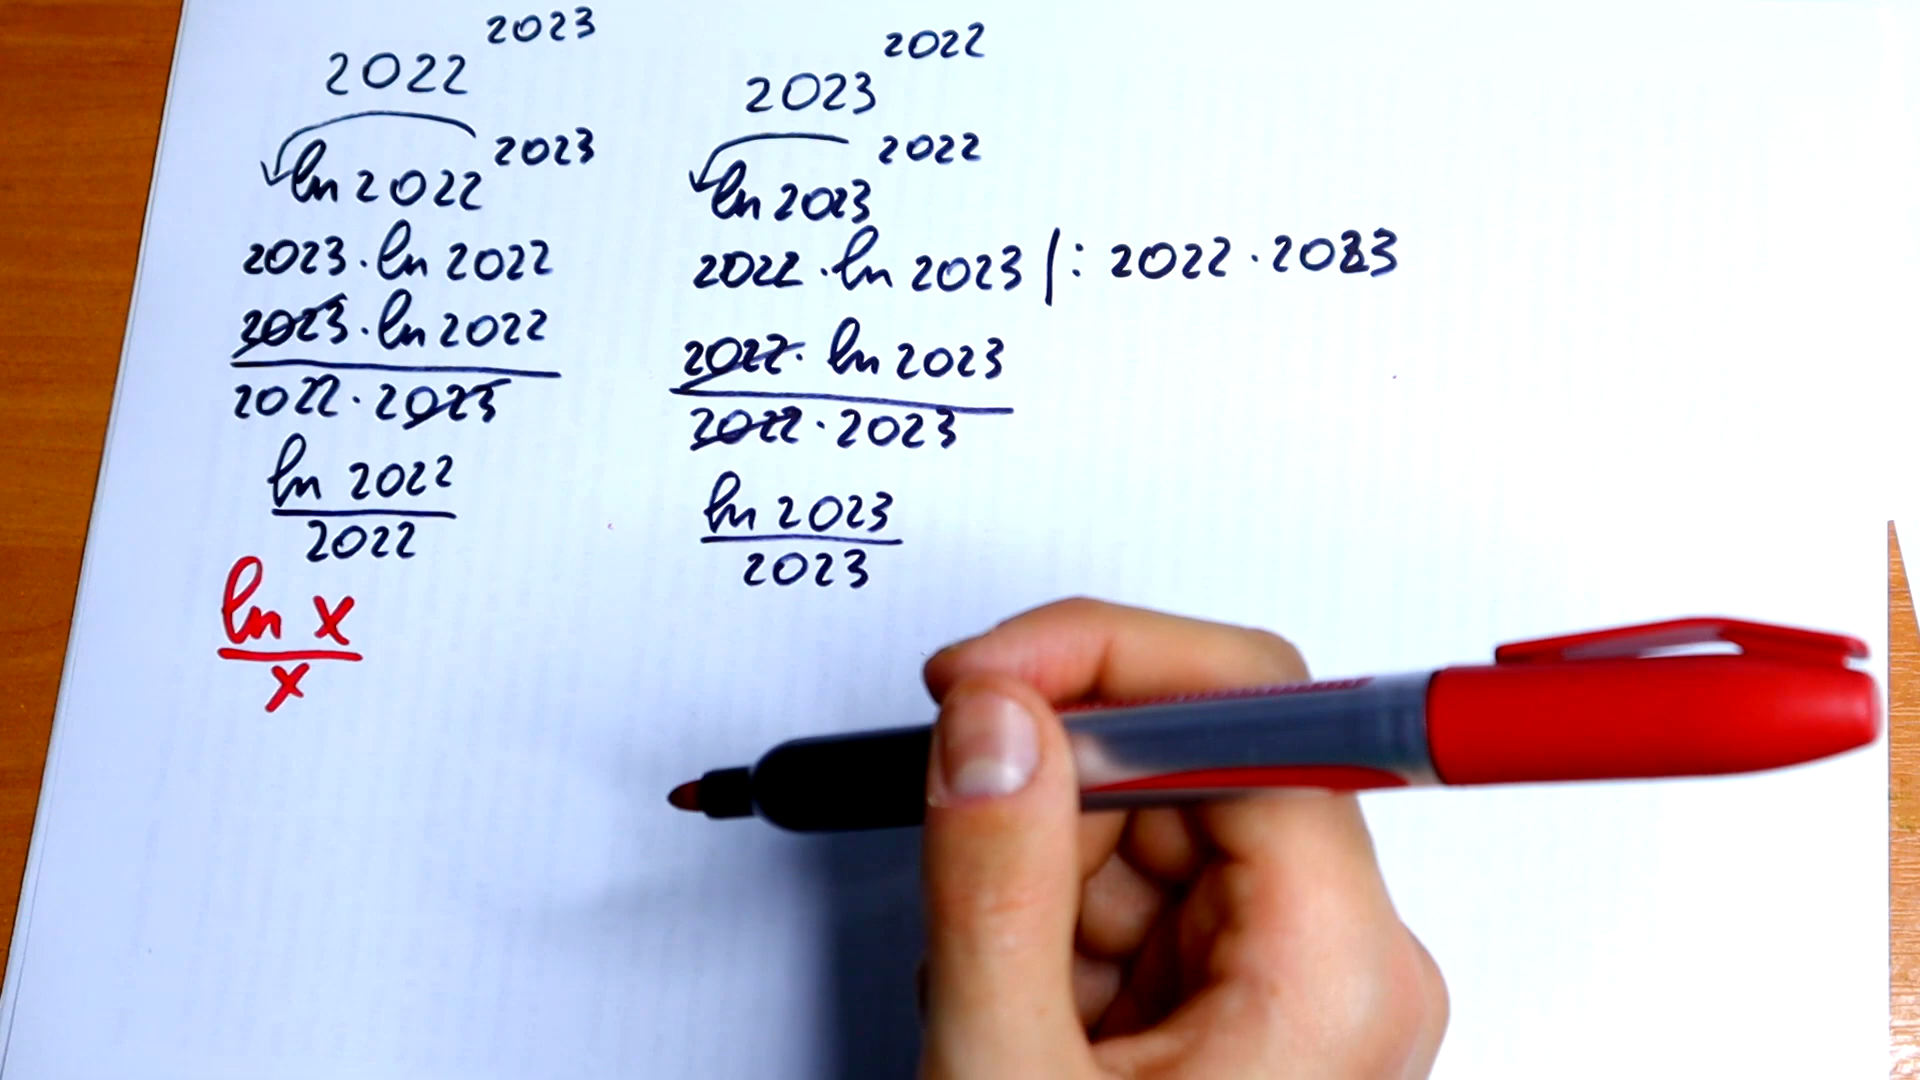 2022^2023 2023^2022
ln 2022^2023 ln 2023^2022
2023 · ln 2022 2022 · ln 2023 | : 2022 · 2023
2023 · ln 2022 2022 · ln 2023
2022 · 2023 2022 · 2023
ln 2022 ln 2023
2022 2023
ln x
x